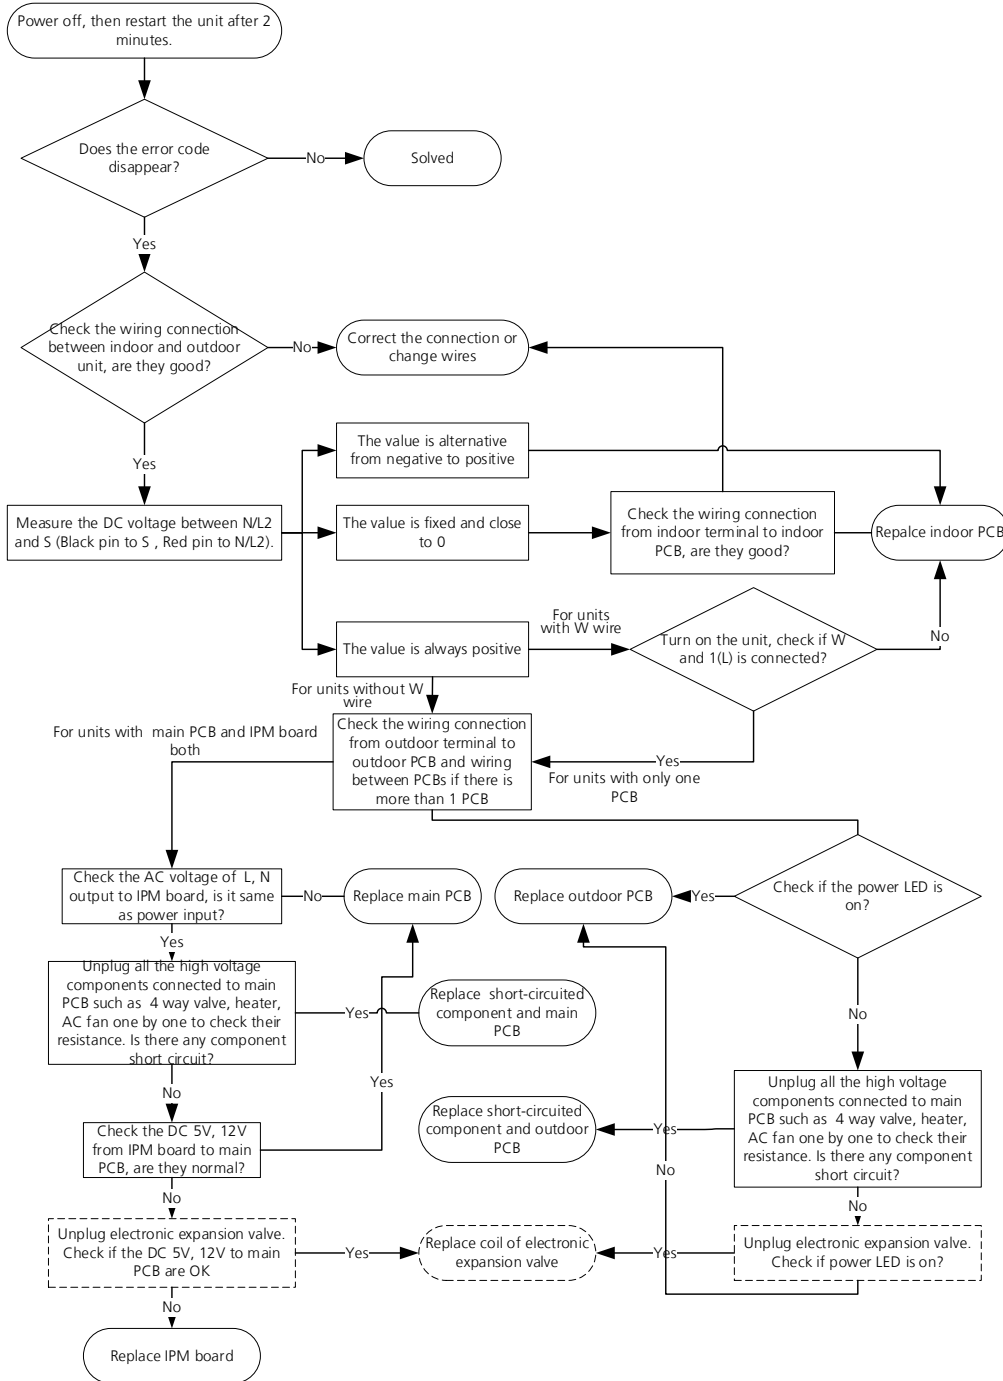 Power off, then restart the unit after 2
minutes.
Does the error code
disappear?
No
Solved
Yes
Check the wiring connection
between indoor and outdoor
unit, are they good?
No
Correct the connection or
change wires
Yes
The value is alternative
from negative to positive
Measure the DC voltage between N/L2
and S (Black pin to S , Red pin to N/L2).
The value is fixed and close
to 0
Check the wiring connection
from indoor terminal to indoor
PCB, are they good?
Repalce indoor PCB
The value is always positive
For units
with W wire
Turn on the unit, check if W
and 1(L) is connected?
No
For units without W
wire
For units with  main PCB and IPM board
both
Check the wiring connection
from outdoor terminal to
outdoor PCB and wiring
between PCBs if there is
more than 1 PCB
Yes
For units with only one
PCB
Check the AC voltage of  L, N
output to IPM board, is it same
as power input?
No
Replace main PCB
Replace outdoor PCB
Yes
Check if the power LED is
on?
Yes
Unplug all the high voltage
components connected to main
PCB such as  4 way valve, heater,
AC fan one by one to check their
resistance. Is there any component
short circuit?
Yes
Replace  short-circuited
component and main
PCB
No
No
Yes
Check the DC 5V, 12V
from IPM board to main
PCB, are they normal?
Replace short-circuited
component and outdoor
PCB
Yes
Unplug all the high voltage
components connected to main
PCB such as  4 way valve, heater,
AC fan one by one to check their
resistance. Is there any component
short circuit?
No
No
No
Unplug electronic expansion valve.
Check if the DC 5V, 12V to main
PCB are OK
Yes
Replace coil of electronic
expansion valve
Yes
Unplug electronic expansion valve.
Check if power LED is on?
No
Replace IPM board